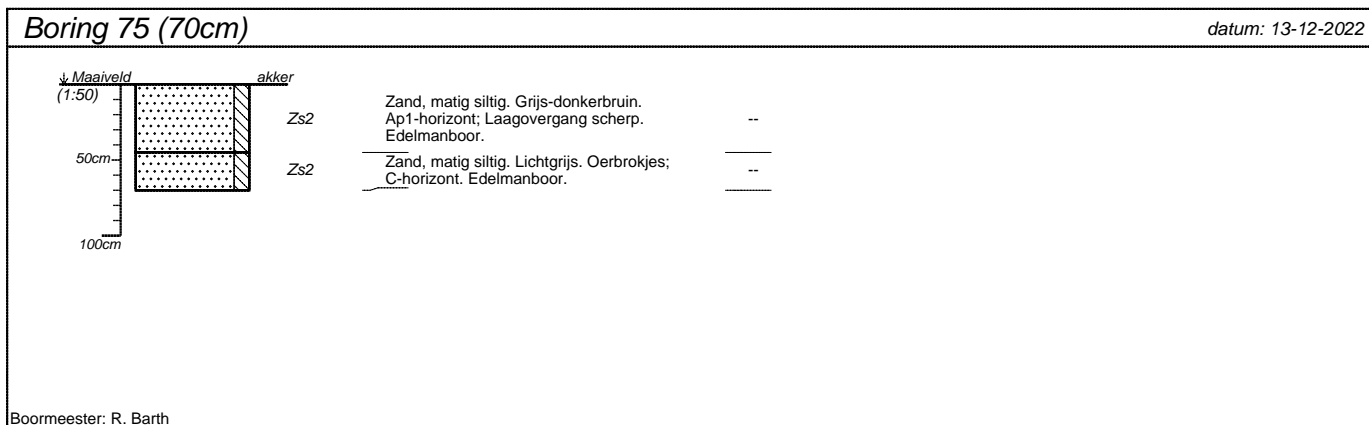 Boring 75 (70cm)
datum: 13-12-2022
Maaiveld
akker
(1:50)
Zs2
Zand, matig siltig. Grijs-donkerbruin.
Ap1-horizont; Laagovergang scherp.
Edelmanboor.
--
50cm
Zs2
Zand, matig siltig. Lichtgrijs. Oerbrokjes;
C-horizont. Edelmanboor.
--
100cm
Boormeester: R. Barth